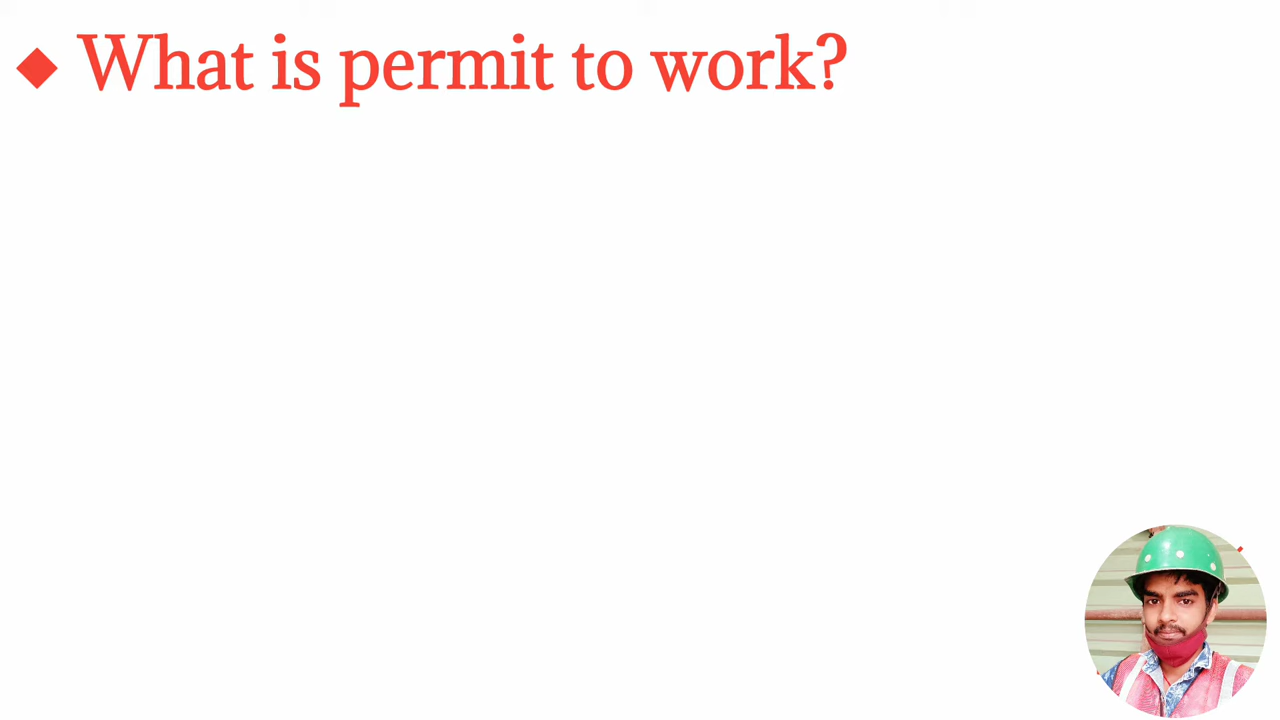 ◆ What is permit to work?